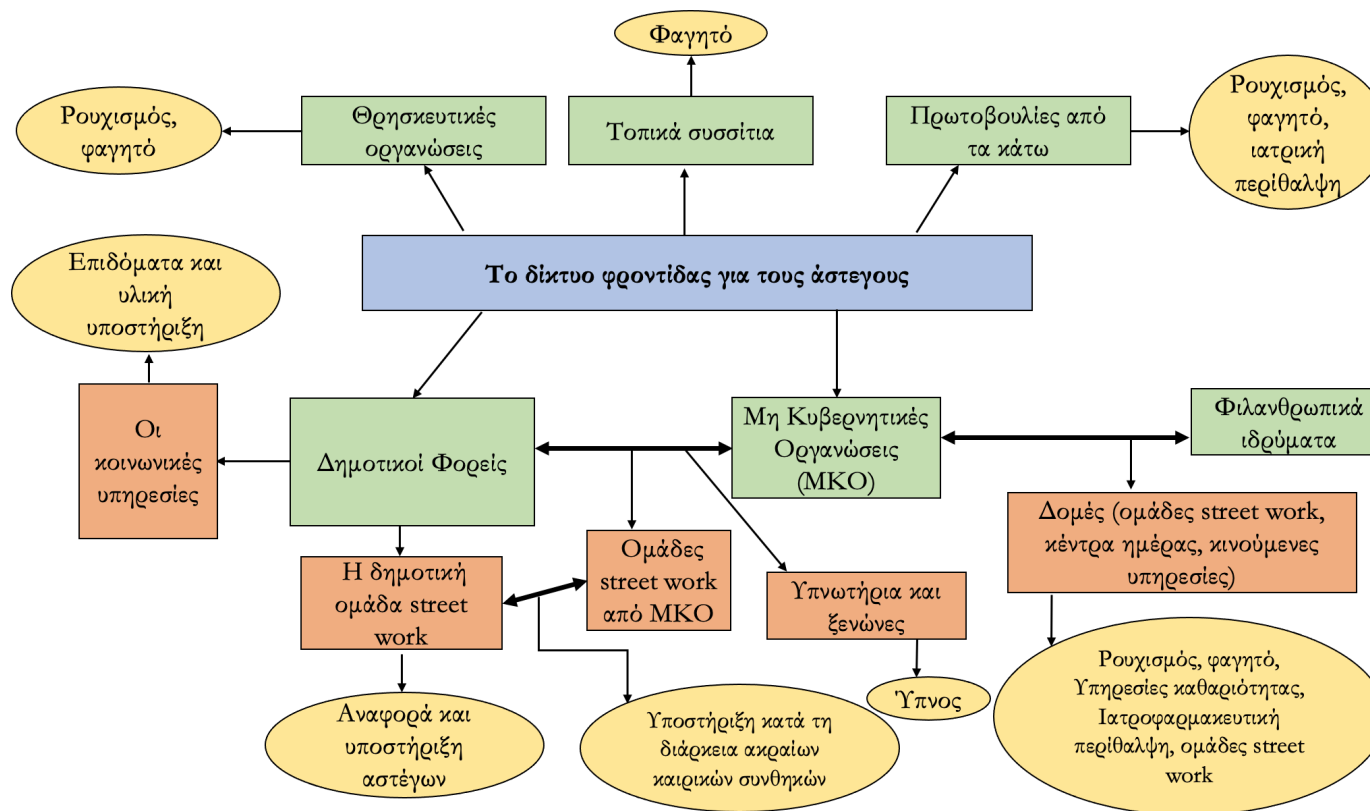 Φαγητό
Ρουχισμός,
φαγητό
Θρησκευτικές
οργανώσεις
Τοπικά συσσίτια
Πρωτοβουλίες από
τα κάτω
Ρουχισμός,
φαγητό,
ιατρική
περίθαλψη
Το δίκτυο φροντίδας για τους άστεγους
Επιδόματα και
υλική
υποστήριξη
Οι
κοινωνικές
υπηρεσίες
Δημοτικοί Φορείς
Μη Κυβερνητικές
Οργανώσεις
(ΜΚΟ)
Φιλανθρωπικά
ιδρύματα
Η δημοτική
ομάδα street
work
Ομάδες
street work
από ΜΚΟ
Υπνωτήρια και
ξενώνες
Δομές (ομάδες street work,
κέντρα ημέρας, κινούμενες
υπηρεσίες)
Αναφορά και
υποστήριξη
αστέγων
Υποστήριξη κατά τη
διάρκεια ακραίων
καιρικών συνθηκών
Ύπνος
Ρουχισμός, φαγητό,
Υπηρεσίες καθαριότητας,
Ιατροφαρμακευτική
περίθαλψη, ομάδες street
work